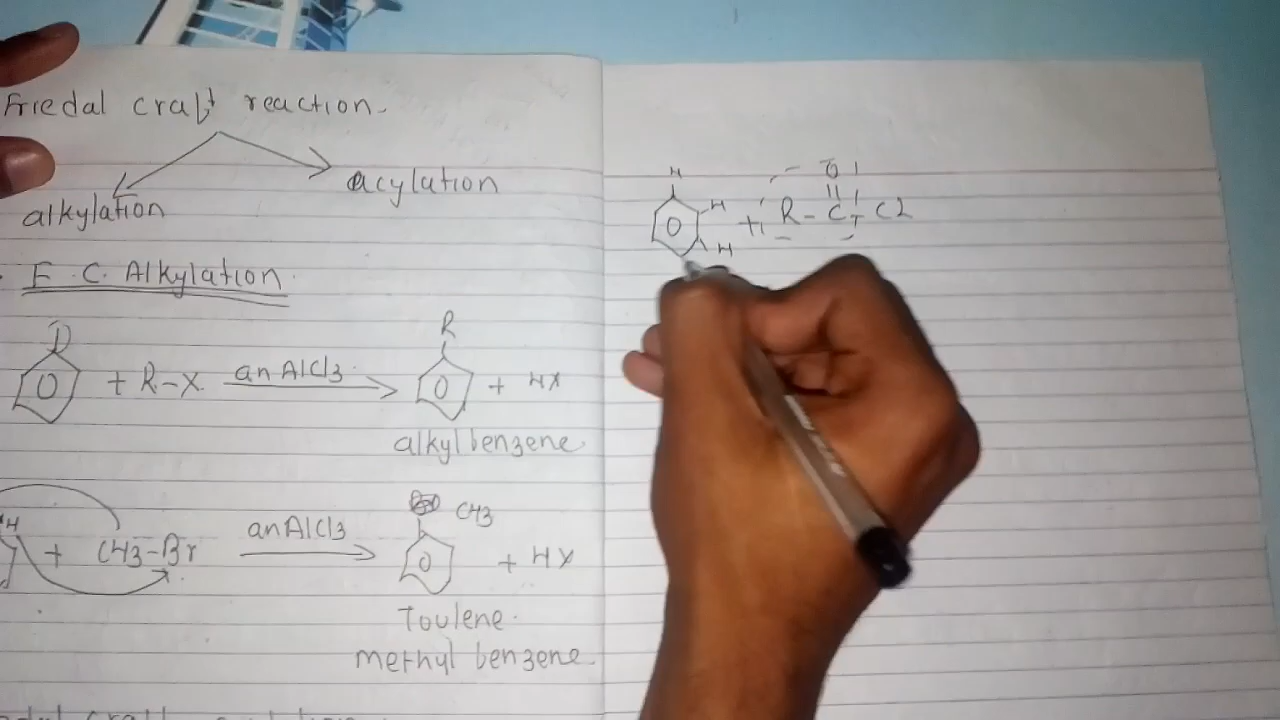 Friedal craft reaction.
alkylation
acylation
F.C. Alkylation
+ R-X. anAlCl3. R + HX
alkylbenzene
H + CH3-Br anAlCl3 CH3 + HX
Toulene.
methyl benzene.
H
H
H
+ R-C-Cl
O